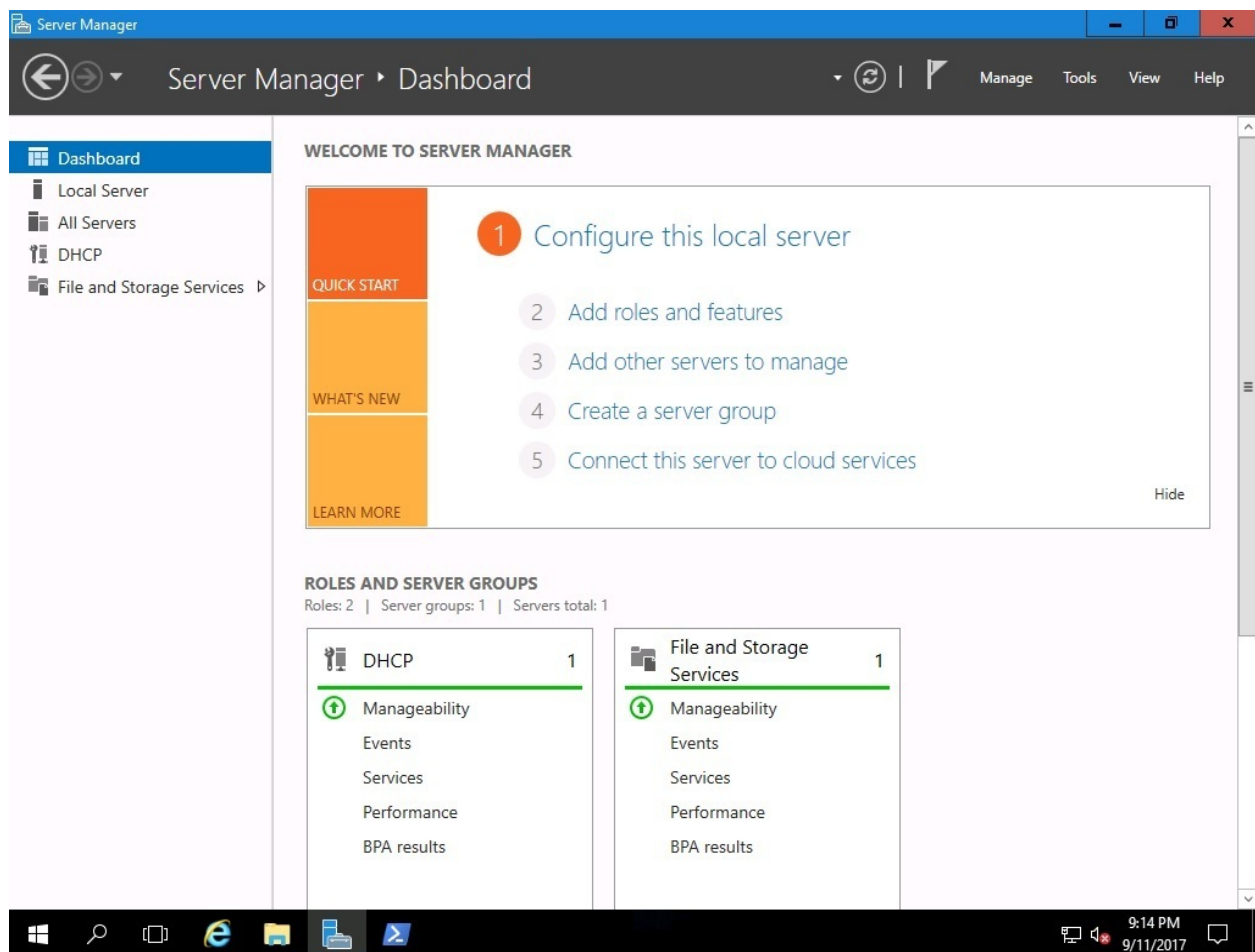 Server Manager
Server Manager ‣ Dashboard
Manage Tools View Help
Dashboard
Local Server
All Servers
DHCP
File and Storage Services
WELCOME TO SERVER MANAGER
QUICK START
WHAT'S NEW
LEARN MORE
1 Configure this local server
2 Add roles and features
3 Add other servers to manage
4 Create a server group
5 Connect this server to cloud services
Hide
ROLES AND SERVER GROUPS
Roles: 2 | Server groups: 1 | Servers total: 1
DHCP 1
Manageability
Events
Services
Performance
BPA results
File and Storage
Services 1
Manageability
Events
Services
Performance
BPA results
9:14 PM
9/11/2017